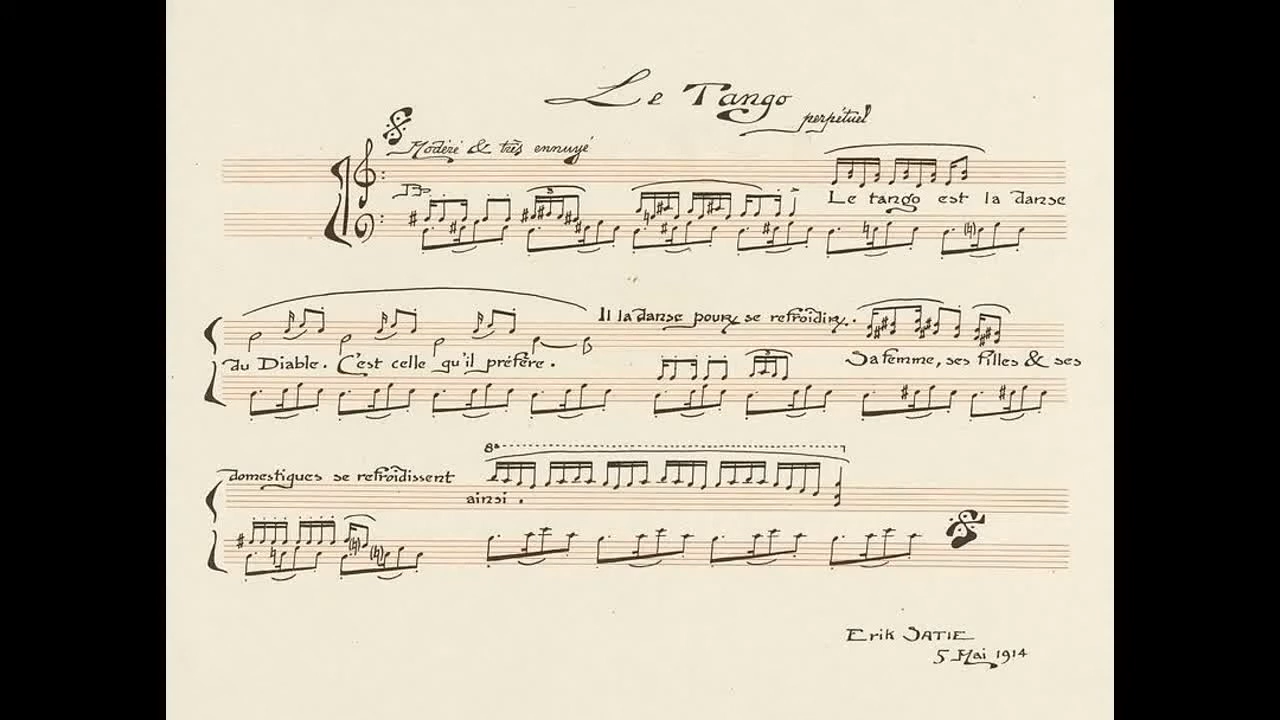 Le Tango
perpétuel
Modéré & très ennuyé
Le tango est la danse
Il la danse pour se refroidir.
du Diable. C'est celle qu'il préfère.
Sa femme, ses filles & ses
domestiques se refroidissent
8ª
ainsi.
Erik SATIE
5 Mai 1914